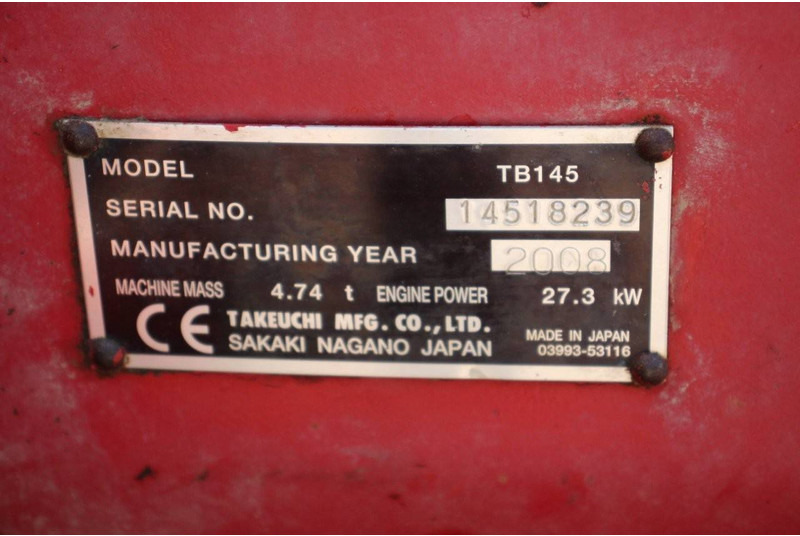 MODEL TB145
SERIAL NO. 14518239
MANUFACTURING YEAR 2008
MACHINE MASS 4.74 t ENGINE POWER 27.3 kW
CE TAKEUCHI MFG. CO., LTD.
SAKAKI NAGANO JAPAN
MADE IN JAPAN
03993-53116